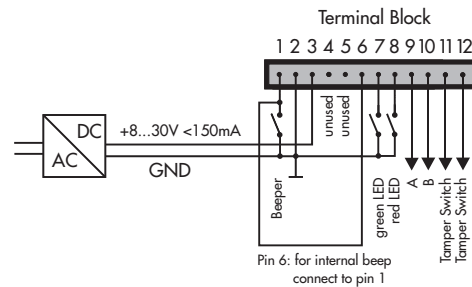 Terminal Block
1 2 3 4 5 6 7 8 9 10 11 12
unused
unused
DC
AC
+8...30V <150mA
GND
Beeper
green LED
red LED
A
B
Tamper Switch
Tamper Switch
Pin 6: for internal beep
connect to pin 1